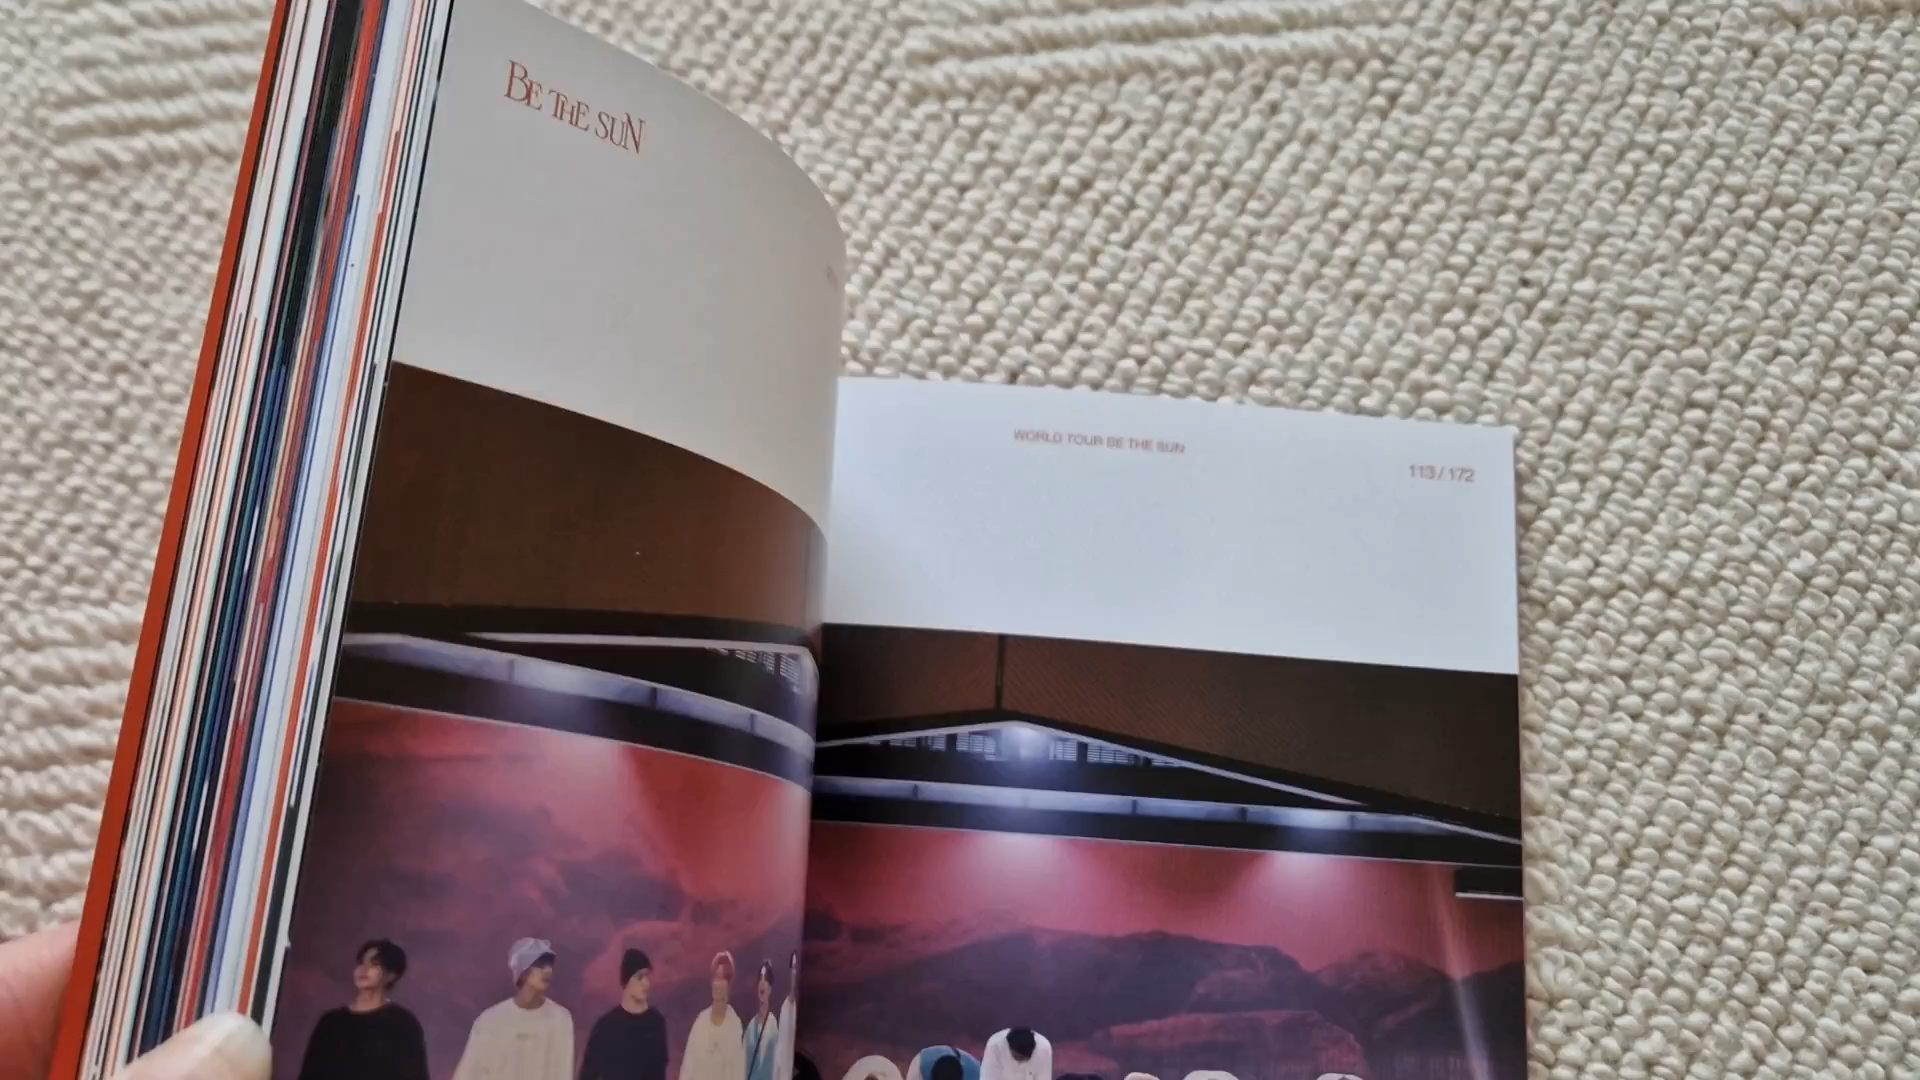 BE THE SUN
WORLD TOUR BE THE SUN
113 / 172